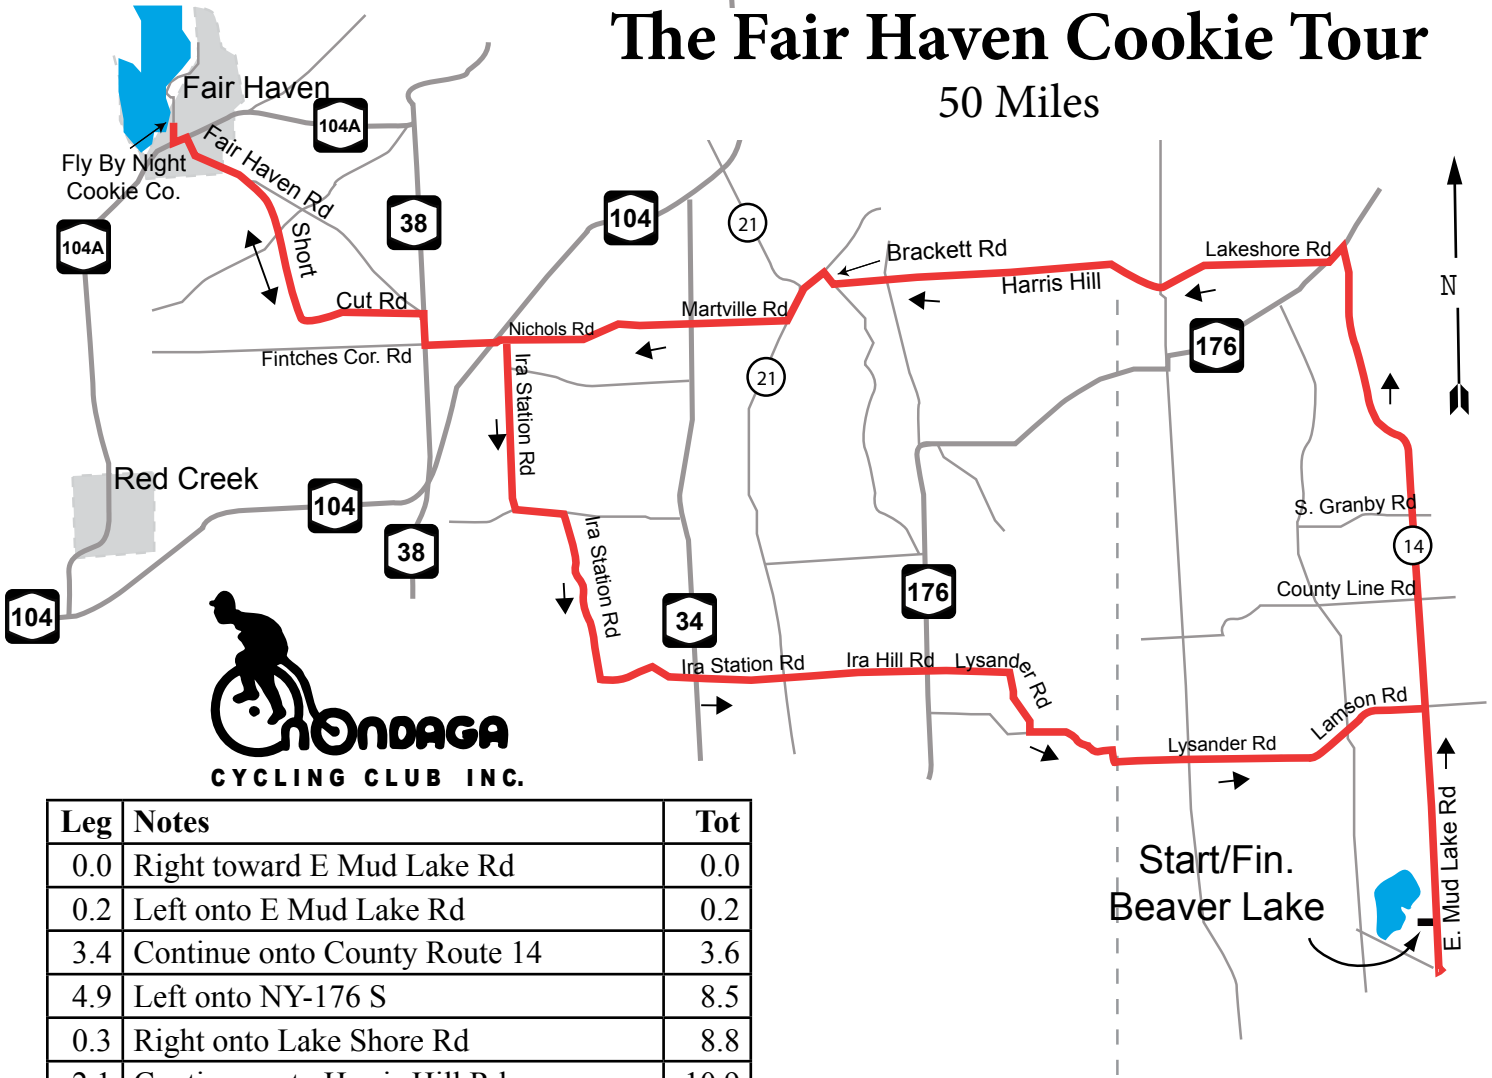 The Fair Haven Cookie Tour
50 Miles
Fair Haven
104A
Fly By Night
Cookie Co.
Fair Haven Rd
104A
38
104
21
Brackett Rd
Lakeshore Rd
Short
Cut Rd
Harris Hill
N
Martville Rd
Nichols Rd
Fintches Cor. Rd
176
21
Ira Station Rd
Red Creek
104
38
S. Granby Rd
14
Ira Station Rd
County Line Rd
176
104
34
Ira Station Rd
Ira Hill Rd
Lysander Rd
Lamson Rd
Lysander Rd
OnONDAGA
CYCLING CLUB INC.
E. Mud Lake Rd
Start/Fin.
Beaver Lake
Leg Notes Tot
0.0 Right toward E Mud Lake Rd 0.0
0.2 Left onto E Mud Lake Rd 0.2
3.4 Continue onto County Route 14 3.6
4.9 Left onto NY-176 S 8.5
0.3 Right onto Lake Shore Rd 8.8